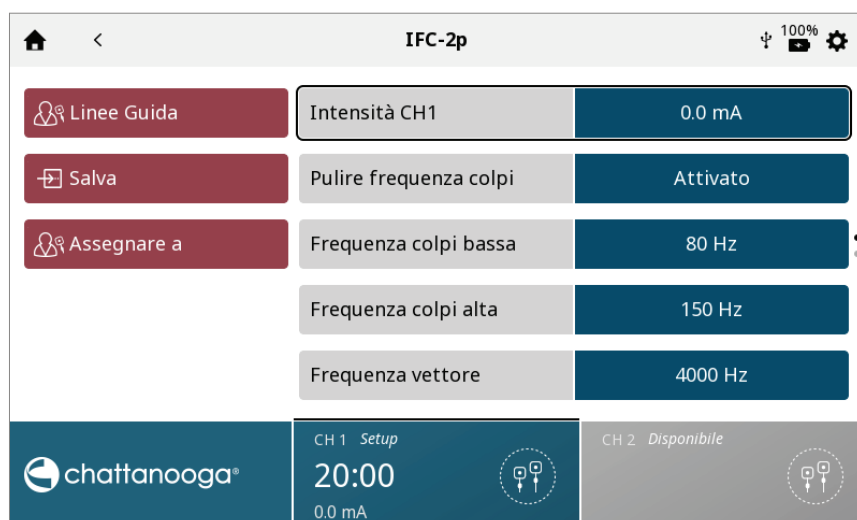 IFC-2p
100%
Linee Guida
Salva
Assegnare a
Intensità CH1 0.0 mA
Pulire frequenza colpi Attivato
Frequenza colpi bassa 80 Hz
Frequenza colpi alta 150 Hz
Frequenza vettore 4000 Hz
chattanooga®
CH 1 Setup
20:00
0.0 mA
CH 2 Disponibile